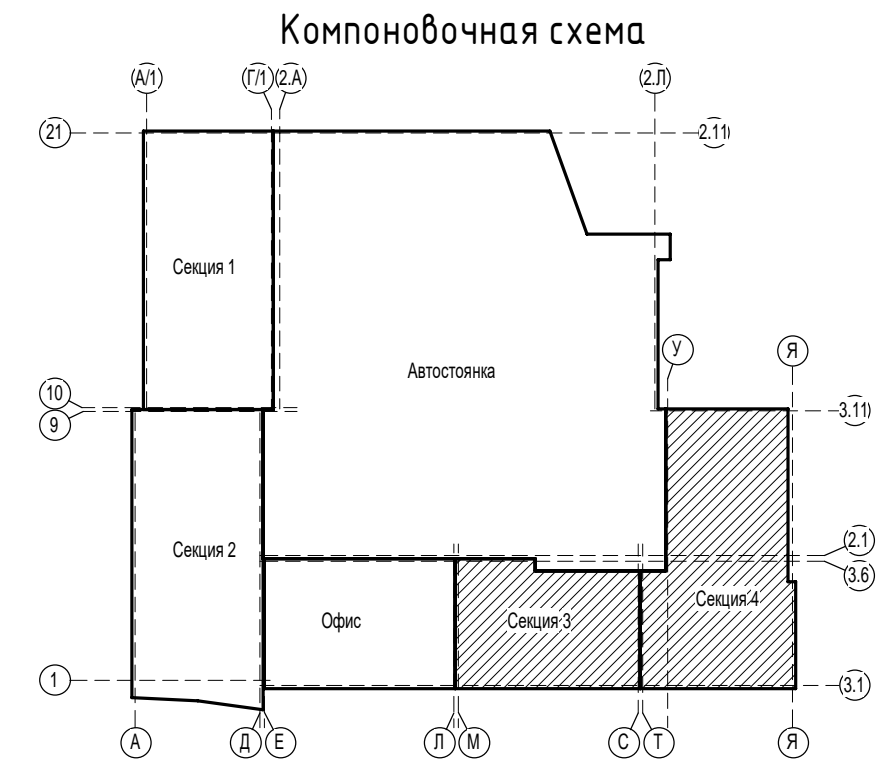 Компоновочная схема
А/1 Г/1 2.А 2.Л
21 2.11
Секция 1
У Я
Автостоянка
10
9 3.11
2.1
Секция 2
3.6
Секция 4
Офис Секция 3
1 3.1
А Д Е Л М С Т Я